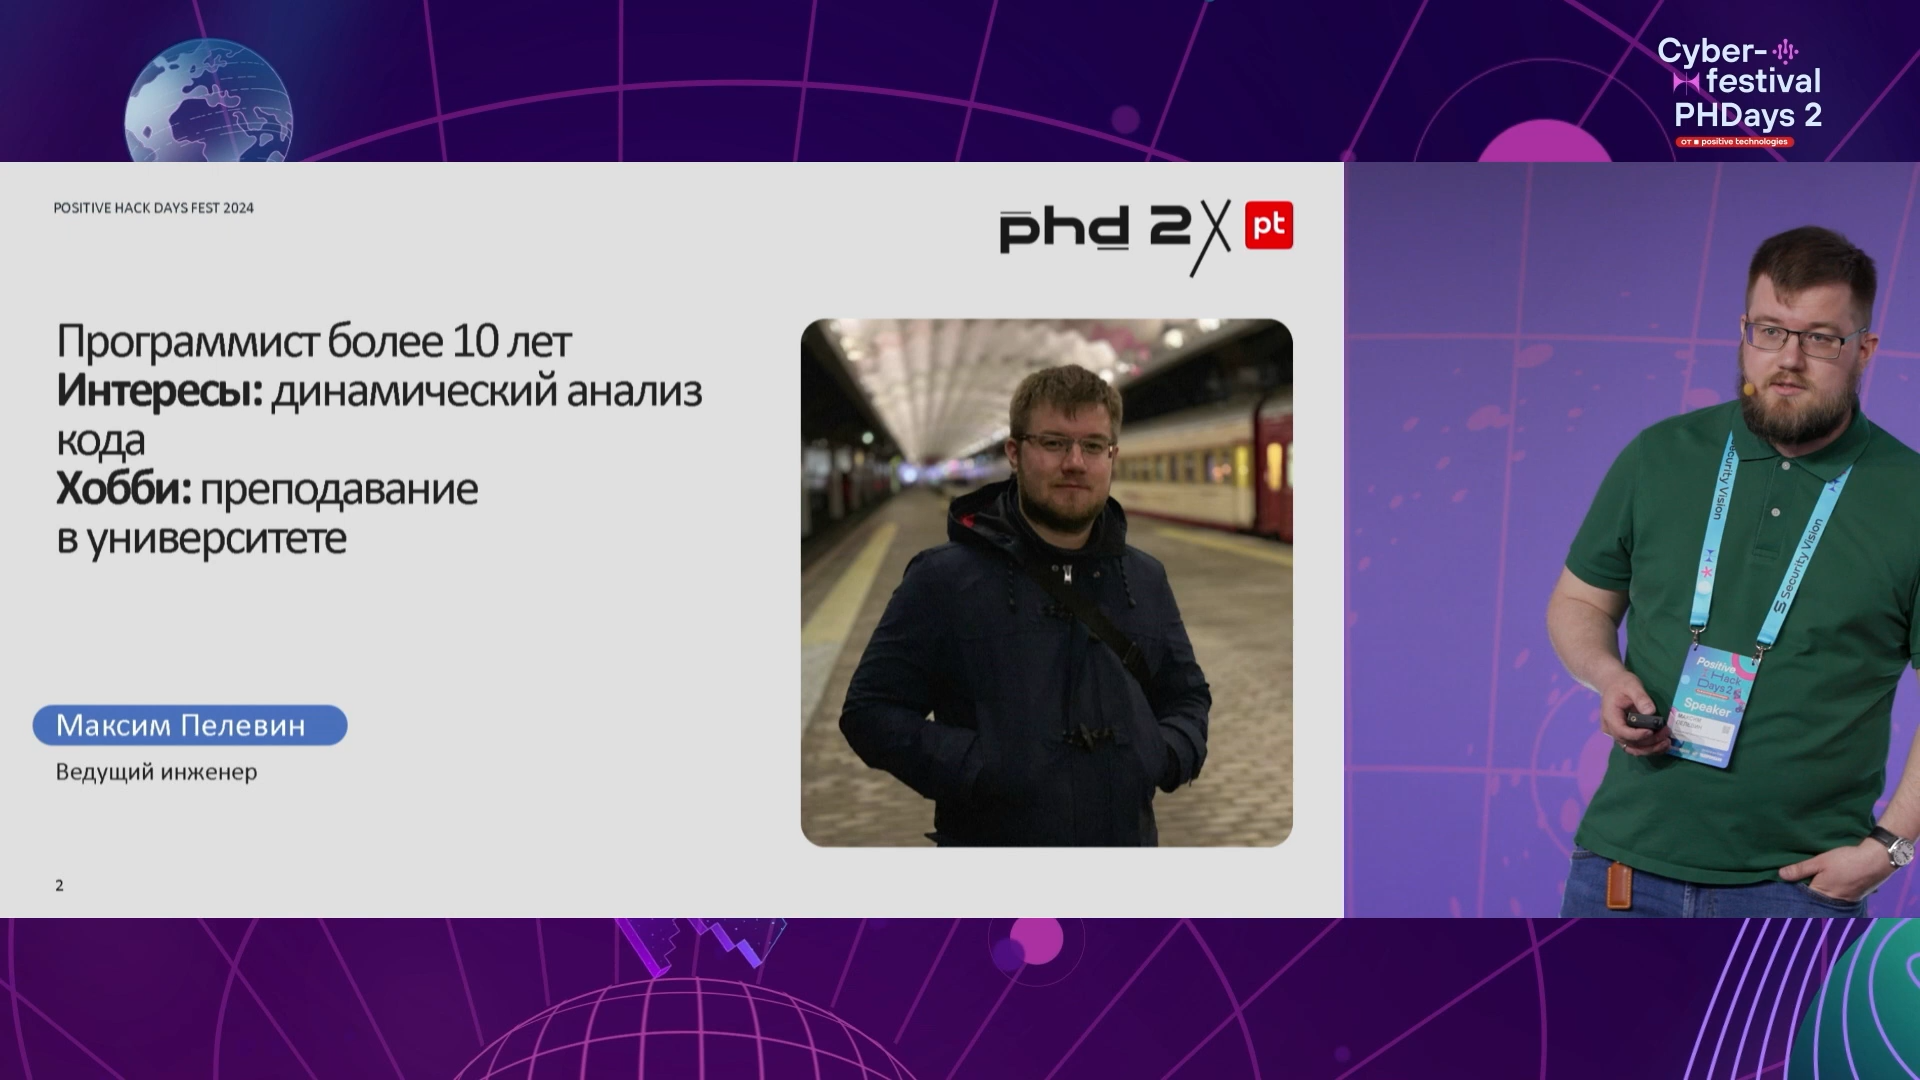 Cyber-
festival
PHDays 2
от positive technologies
POSITIVE HACK DAYS FEST 2024
phd 2
pt
Программист более 10 лет
Интересы: динамический анализ
кода
Хобби: преподавание
в университете
Максим Пелевин
Ведущий инженер
2
Security Vision
Security Vision
Positive
Hack
Days 2
Speaker